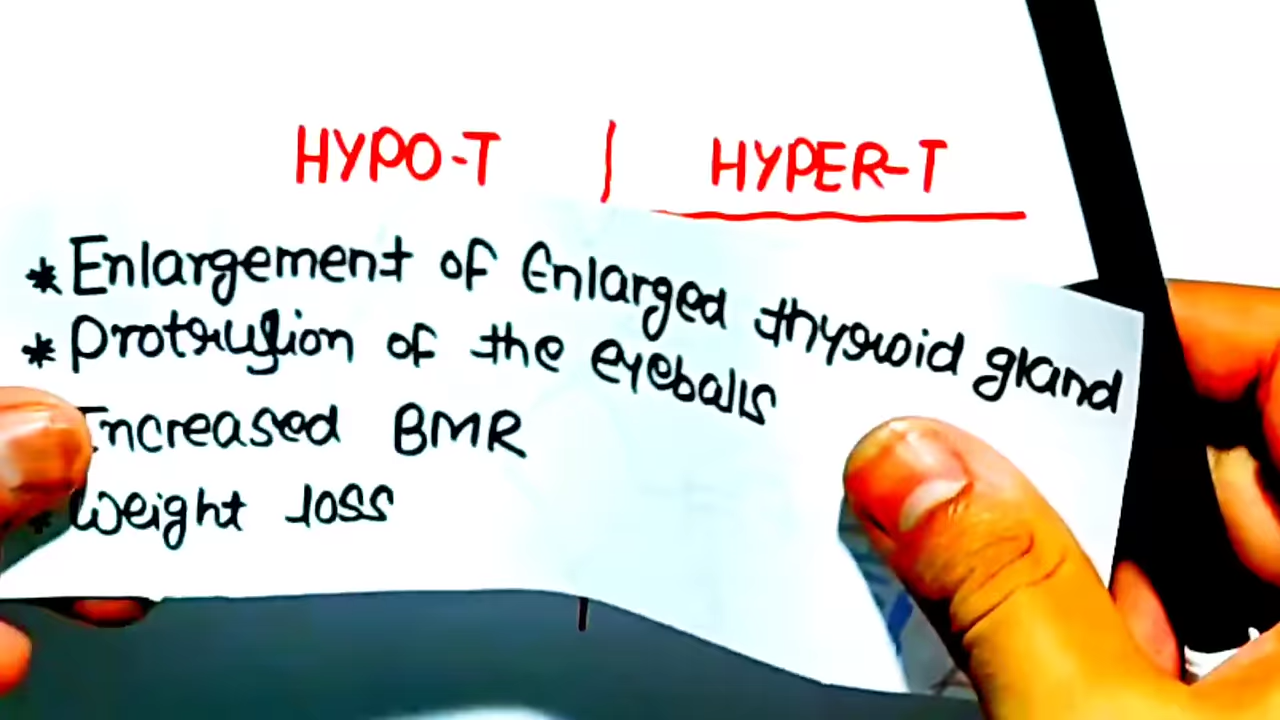 HYPO-T | HYPER-T
* Enlargement of Enlarged thyroid gland
* Protrusion of the eyeballs
Increased BMR
* Weight loss